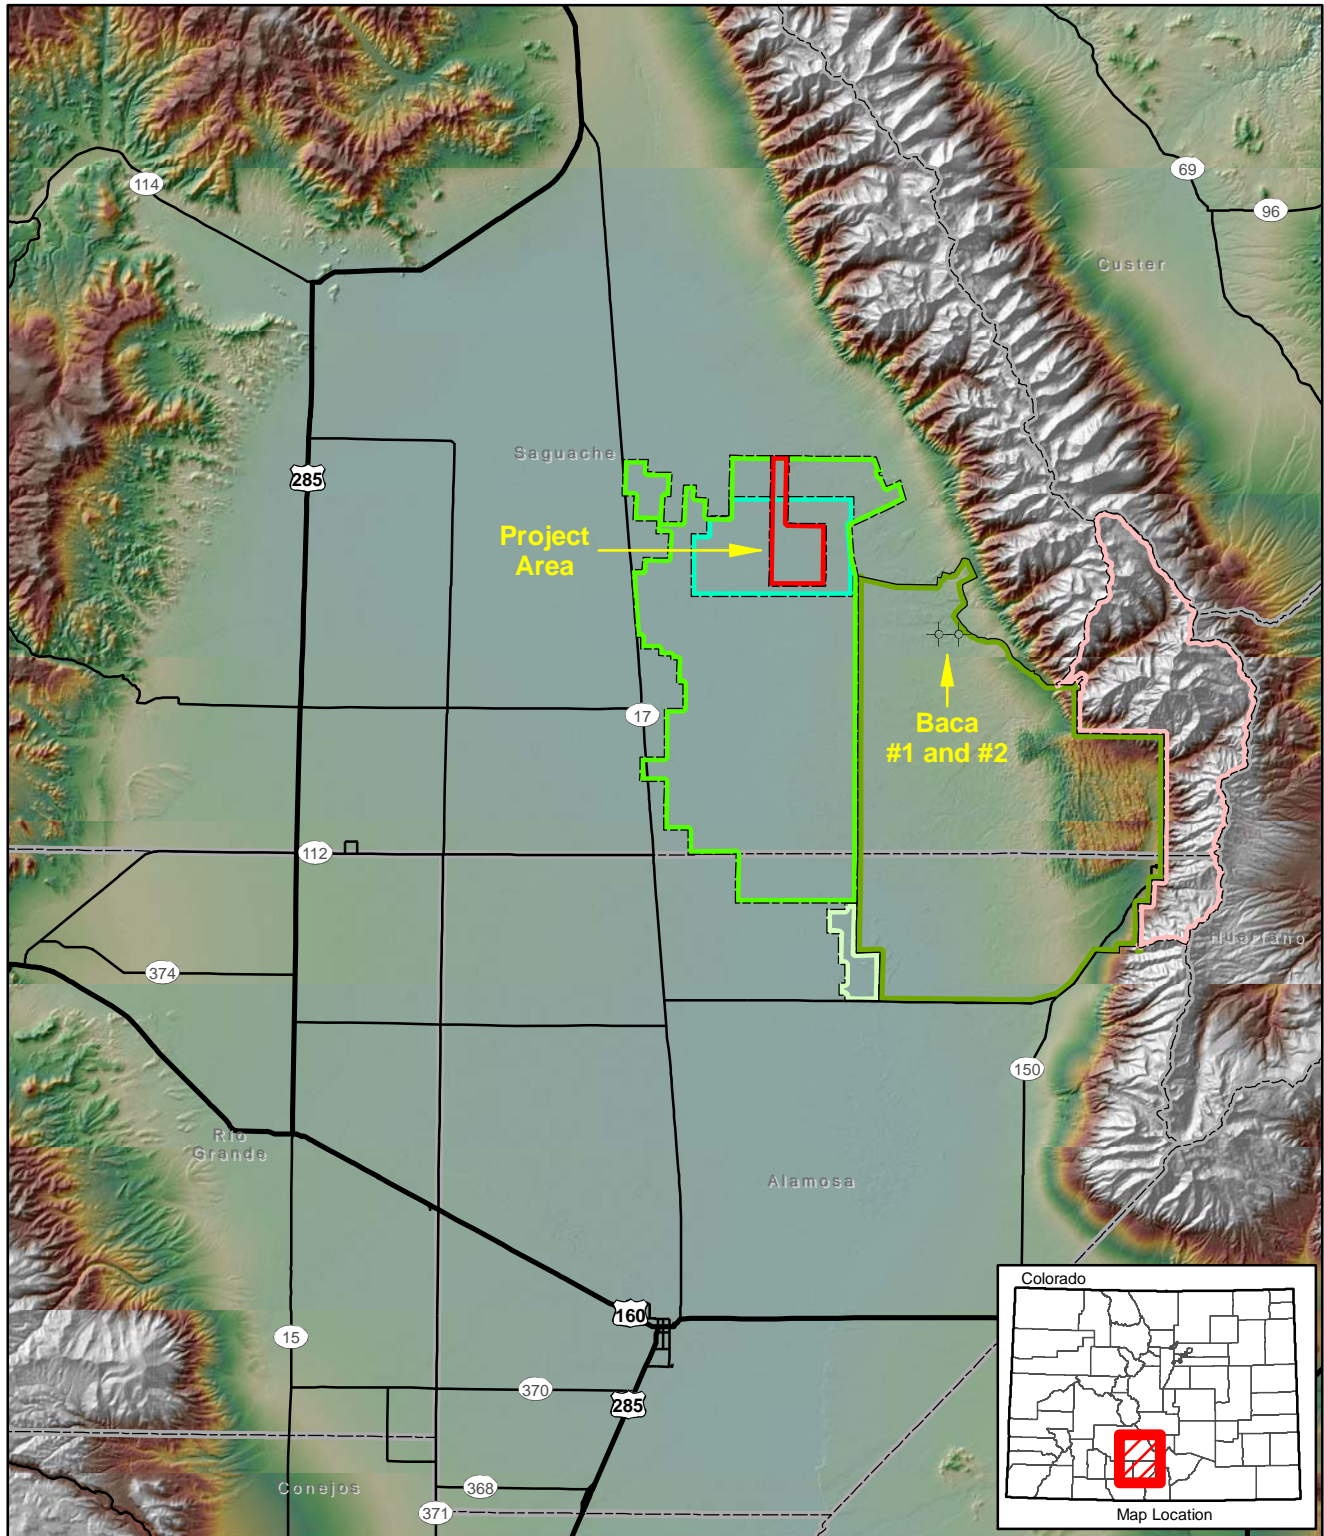 114
69
96
Custer
Saguache
285
Project
Area
17
Baca
#1 and #2
112
Huerfano
374
150
Rio
Grande
Alamosa
Colorado
160
15
370
285
368
Conejos
371
Map Location